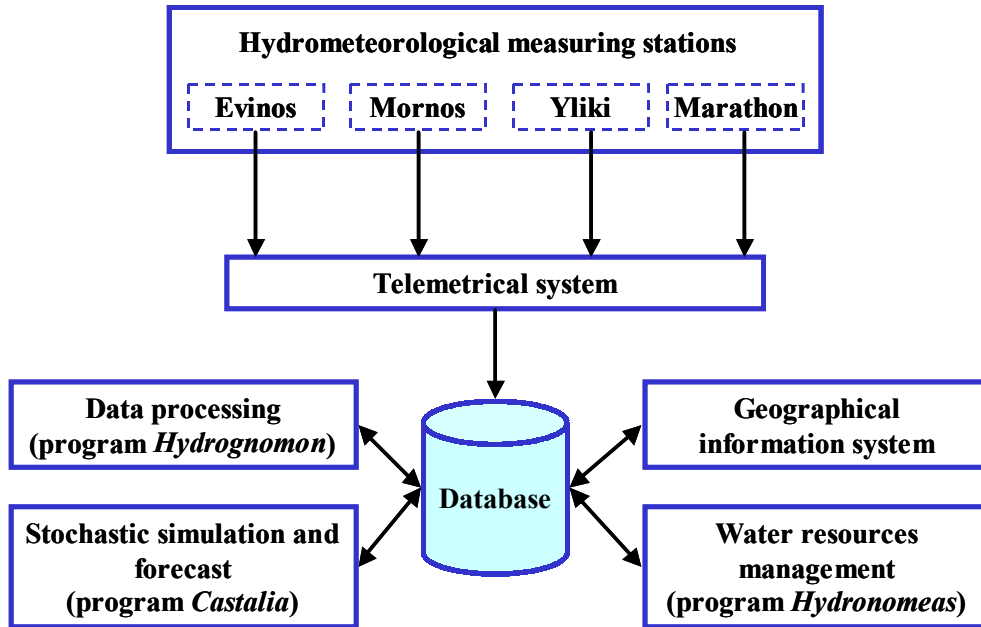 Hydrometeorological measuring stations
Evinos
Mornos
Yliki
Marathon
Telemetrical system
Data processing
(program Hydrognomon)
Geographical
information system
Database
Stochastic simulation and
forecast
(program Castalia)
Water resources
management
(program Hydronomeas)